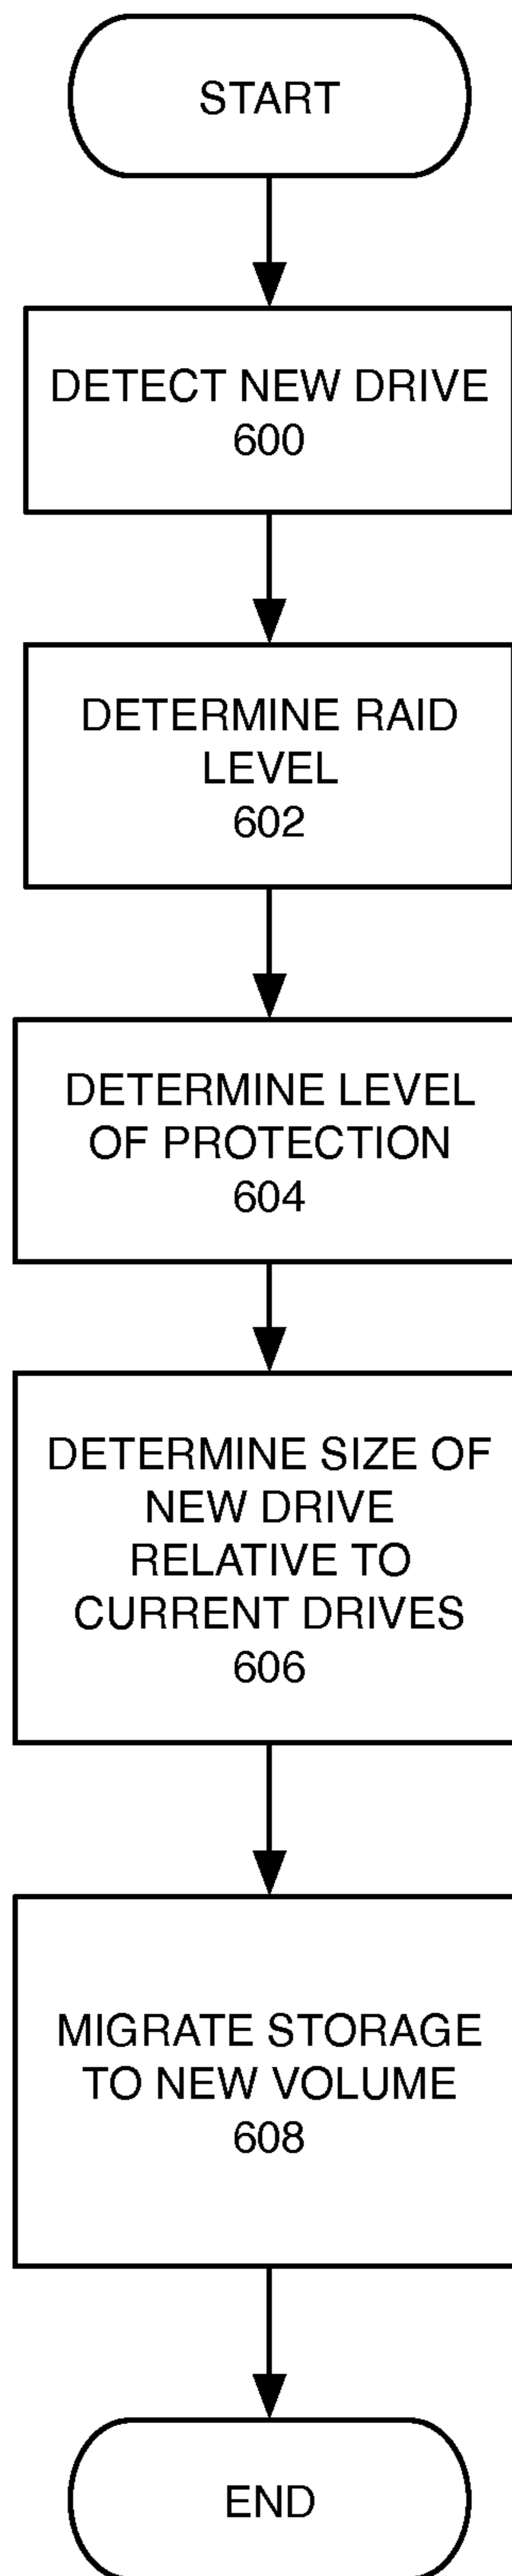 START
DETECT NEW DRIVE
600
DETERMINE RAID
LEVEL
602
DETERMINE LEVEL
OF PROTECTION
604
DETERMINE SIZE OF
NEW DRIVE
RELATIVE TO
CURRENT DRIVES
606
MIGRATE STORAGE
TO NEW VOLUME
608
END